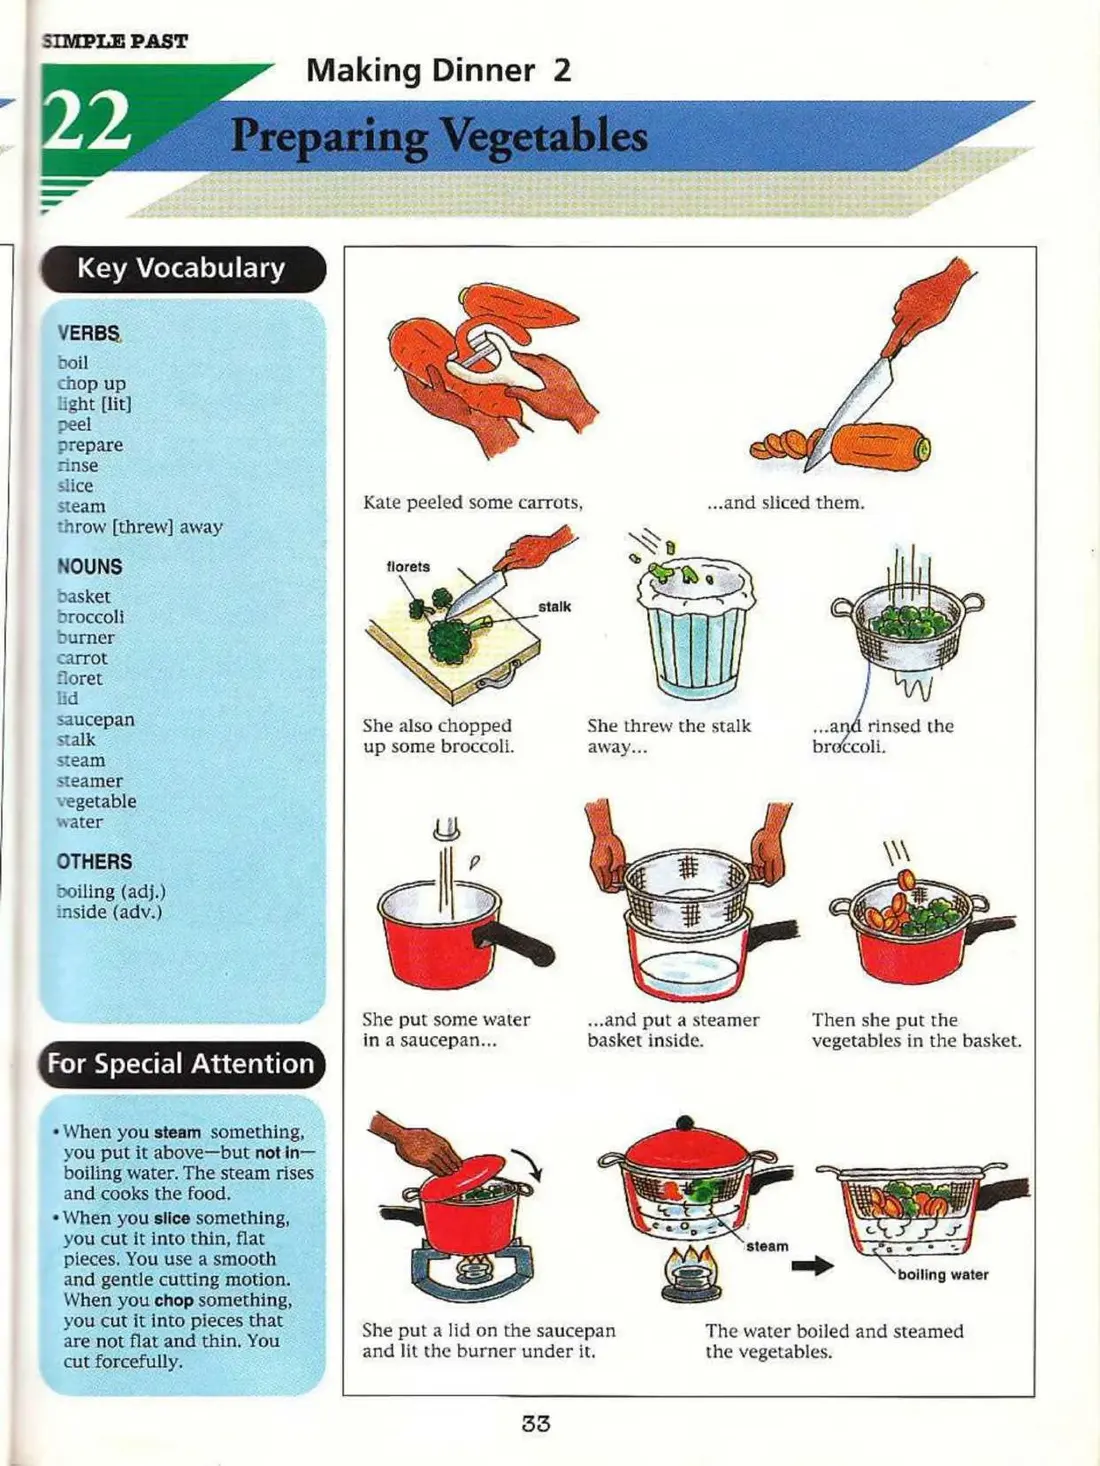 SIMPLE PAST
22
Making Dinner 2
Preparing Vegetables
Key Vocabulary
VERBS
boil
chop up
light [lit]
peel
prepare
rinse
slice
steam
throw [threw] away
NOUNS
basket
broccoli
burner
carrot
floret
lid
saucepan
stalk
steam
steamer
vegetable
water
OTHERS
boiling (adj.)
inside (adv.)
For Special Attention
• When you steam something,
you put it above—but not in—
boiling water. The steam rises
and cooks the food.
• When you slice something,
you cut it into thin, flat
pieces. You use a smooth
and gentle cutting motion.
When you chop something,
you cut it into pieces that
are not flat and thin. You
cut forcefully.
Kate peeled some carrots,
...and sliced them.
florets
stalk
She also chopped
up some broccoli.
She threw the stalk
away...
...and rinsed the
broccoli.
She put some water
in a saucepan...
...and put a steamer
basket inside.
Then she put the
vegetables in the basket.
steam
boiling water
She put a lid on the saucepan
and lit the burner under it.
The water boiled and steamed
the vegetables.
33